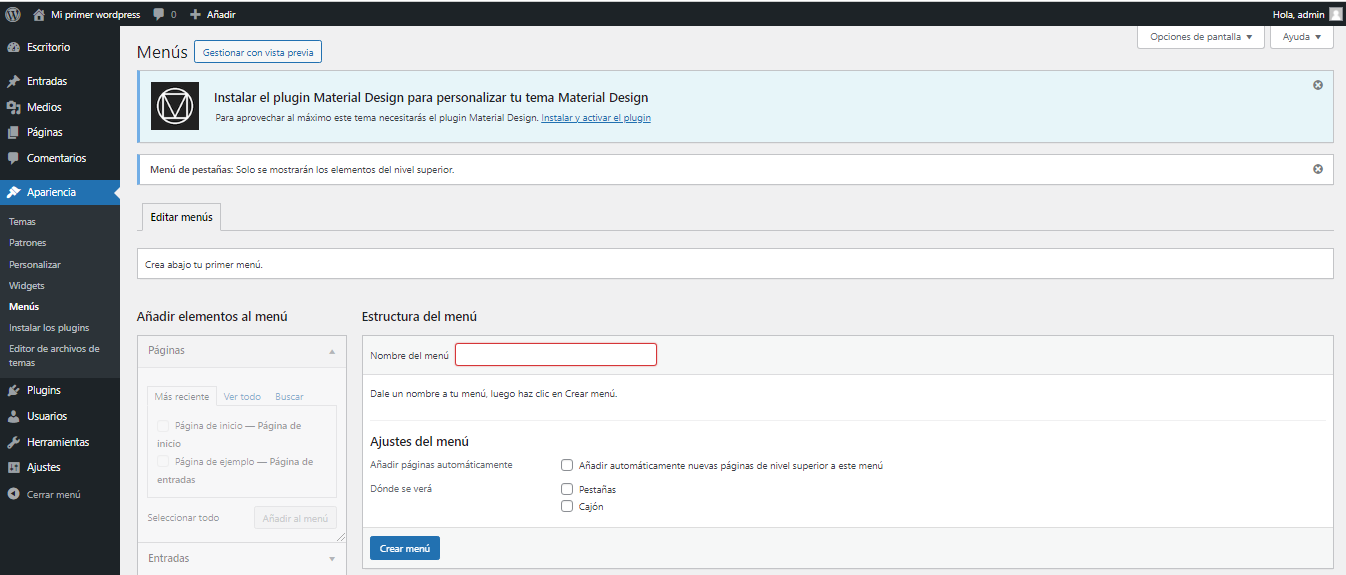 Mi primer wordpress 0 Añadir Hola, admin
Escritorio
Entradas
Medios
Páginas
Comentarios
Apariencia
Temas
Patrones
Personalizar
Widgets
Menús
Instalar los plugins
Editor de archivos de
temas
Plugins
Usuarios
Herramientas
Ajustes
Cerrar menú
Opciones de pantalla Ayuda
Menús Gestionar con vista previa
Instalar el plugin Material Design para personalizar tu tema Material Design
Para aprovechar al máximo este tema necesitarás el plugin Material Design. Instalar y activar el plugin
Menú de pestañas: Solo se mostrarán los elementos del nivel superior.
Editar menús
Crea abajo tu primer menú.
Añadir elementos al menú
Páginas
Más reciente Ver todo Buscar
Página de inicio — Página de
inicio
Página de ejemplo — Página de
entradas
Seleccionar todo Añadir al menú
Entradas
Estructura del menú
Nombre del menú
Dale un nombre a tu menú, luego haz clic en Crear menú.
Ajustes del menú
Añadir páginas automáticamente Añadir automáticamente nuevas páginas de nivel superior a este menú
Dónde se verá Pestañas
Cajón
Crear menú